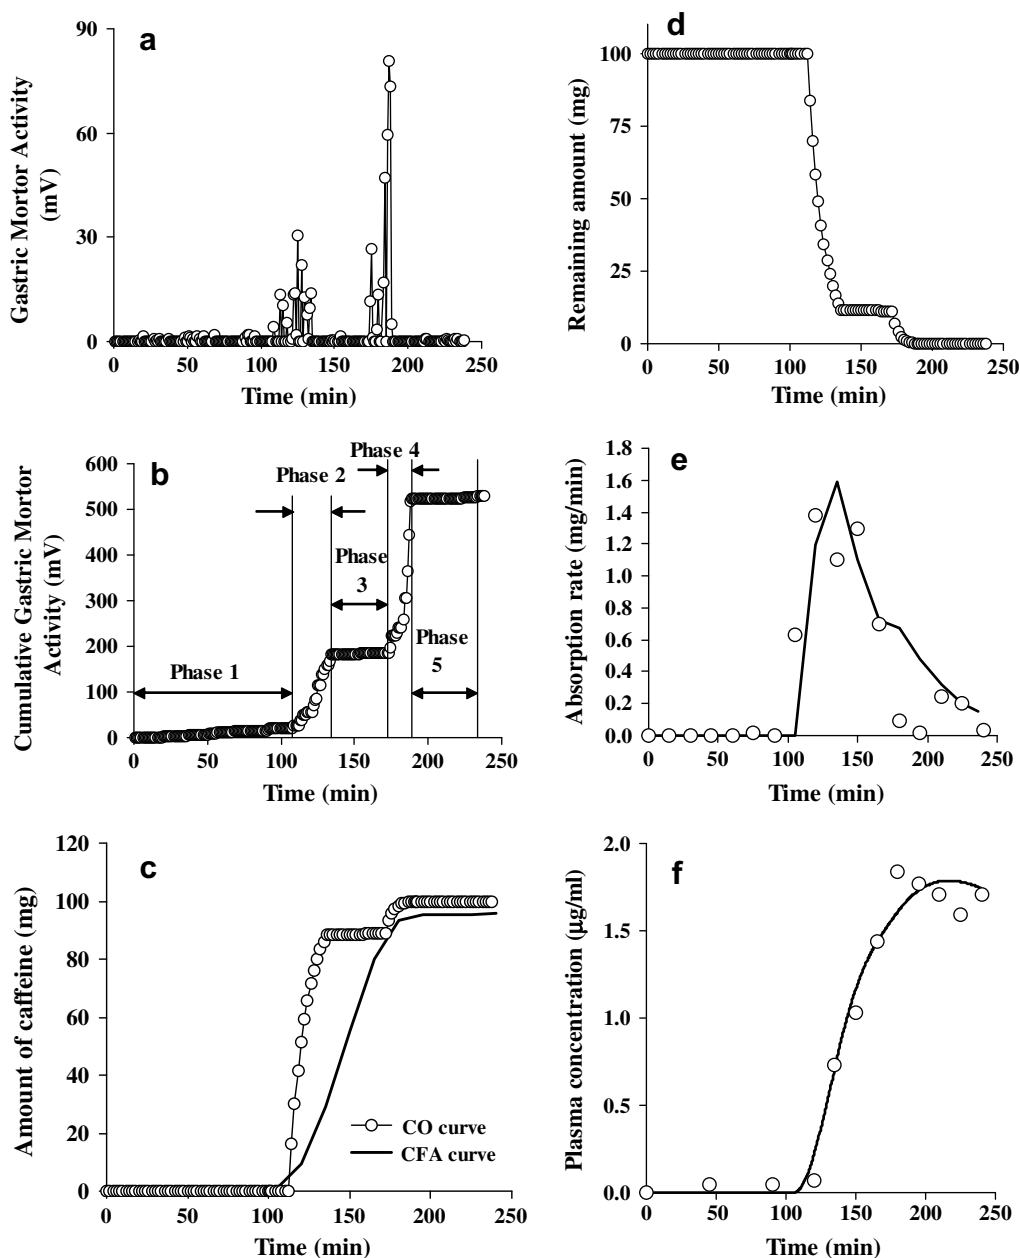 a
Gastric Mortor Activity
(mV)
90
60
30
0
0 50 100 150 200 250
Time (min)
d
Remaining amount (mg)
100
75
50
25
0
0 50 100 150 200 250
Time (min)
b
Cumulative Gastric Mortor
Activity (mV)
600
500
400
300
200
100
0
Phase 1
Phase 2
Phase
3
Phase 4
Phase
5
0 50 100 150 200 250
Time (min)
e
Absorption rate (mg/min)
1.8
1.6
1.4
1.2
1.0
0.8
0.6
0.4
0.2
0.0
0 50 100 150 200 250
Time (min)
c
Amount of caffeine (mg)
120
100
80
60
40
20
0
CO curve
CFA curve
0 50 100 150 200 250
Time (min)
f
Plasma concentration (µg/ml)
2.0
1.5
1.0
0.5
0.0
0 50 100 150 200 250
Time (min)